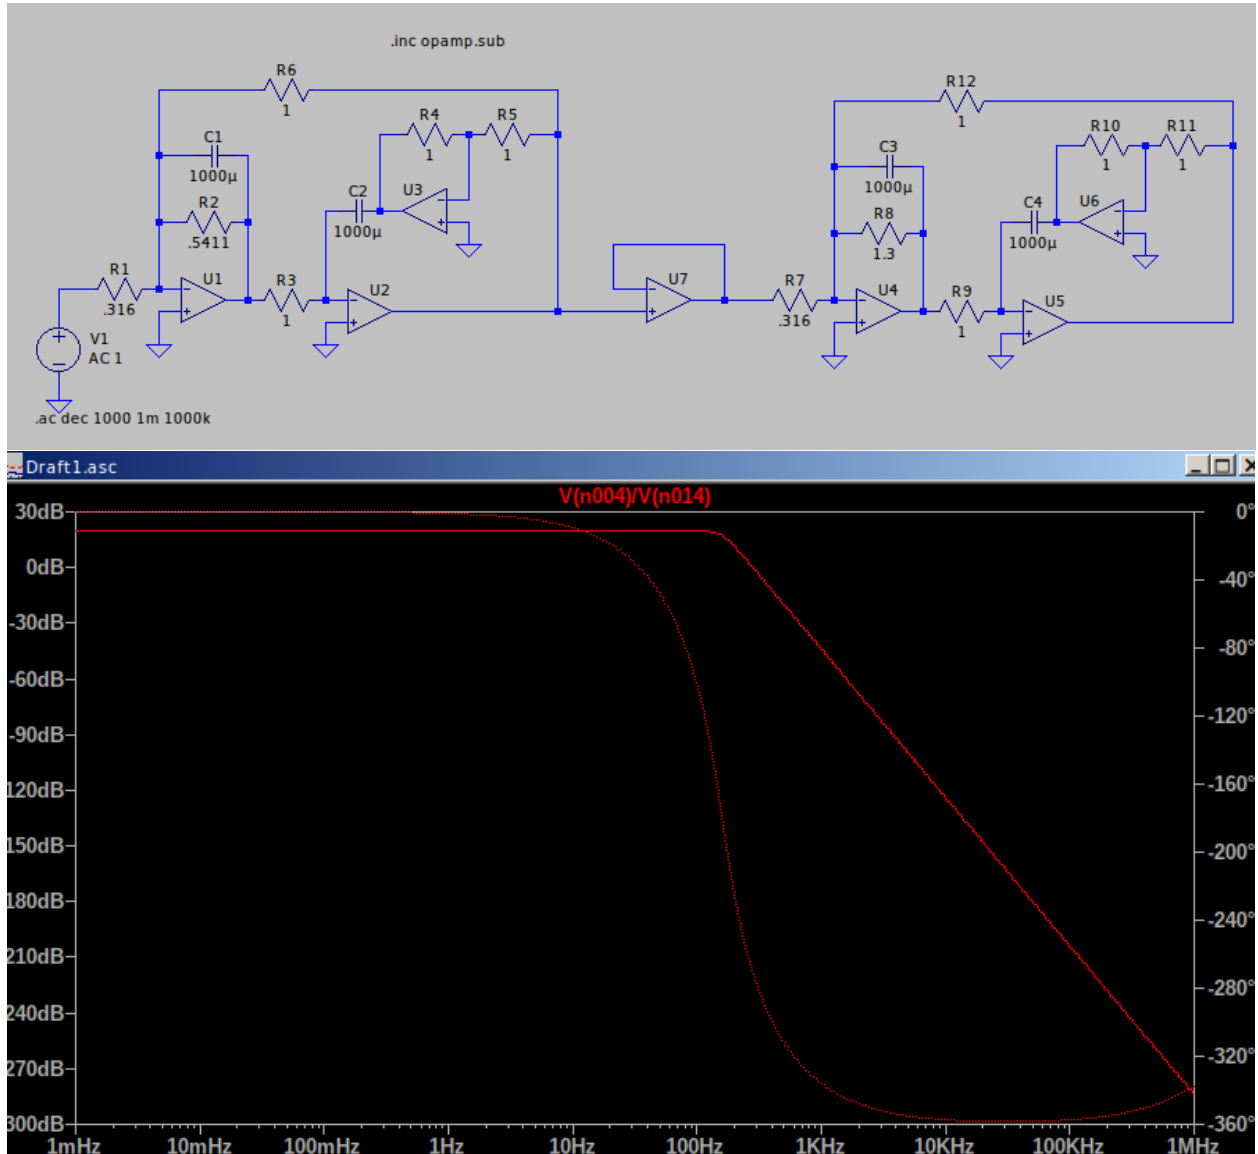 .inc opamp.sub
R6
1
R12
1
R4
1
R5
1
R10
1
R11
1
C1
1000µ
C3
1000µ
R2
.5411
C2
1000µ
U3
R8
1.3
C4
1000µ
U6
R1
.316
U1
R3
1
U2
U7
R7
.316
U4
R9
1
U5
V1
AC 1
.ac dec 1000 1m 1000k
Draft1.asc
V(n004)/V(n014)
30dB
0dB
-30dB
-60dB
-90dB
120dB
150dB
180dB
210dB
240dB
270dB
300dB
0°
-40°
-80°
-120°
-160°
-200°
-240°
-280°
-320°
-360°
1mHz 10mHz 100mHz 1Hz 10Hz 100Hz 1KHz 10KHz 100KHz 1MHz